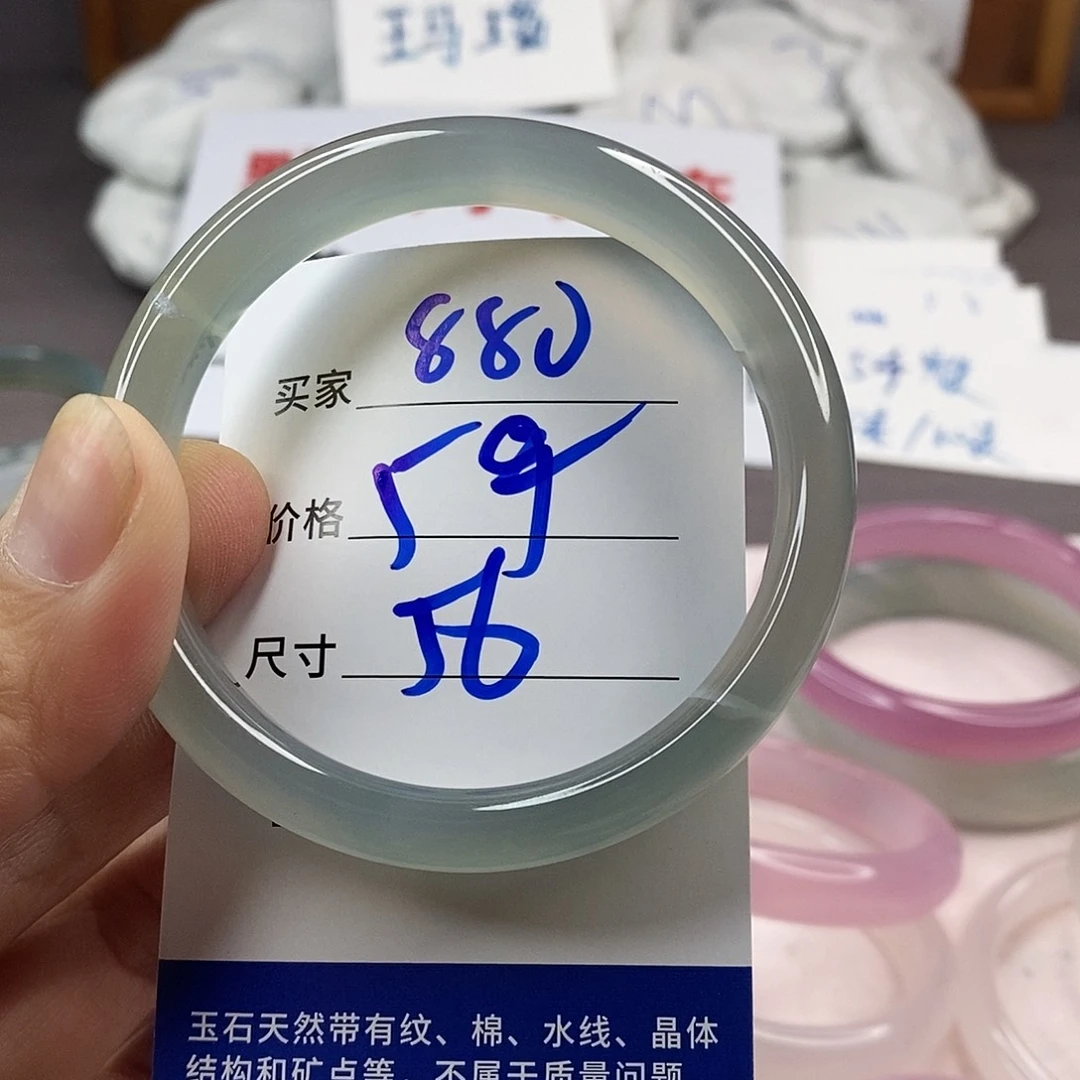 玛瑙
买家 880
价格 59
尺寸 56
玉石天然带有纹、棉、水线、晶体
结构和矿点等，不属于质量问题